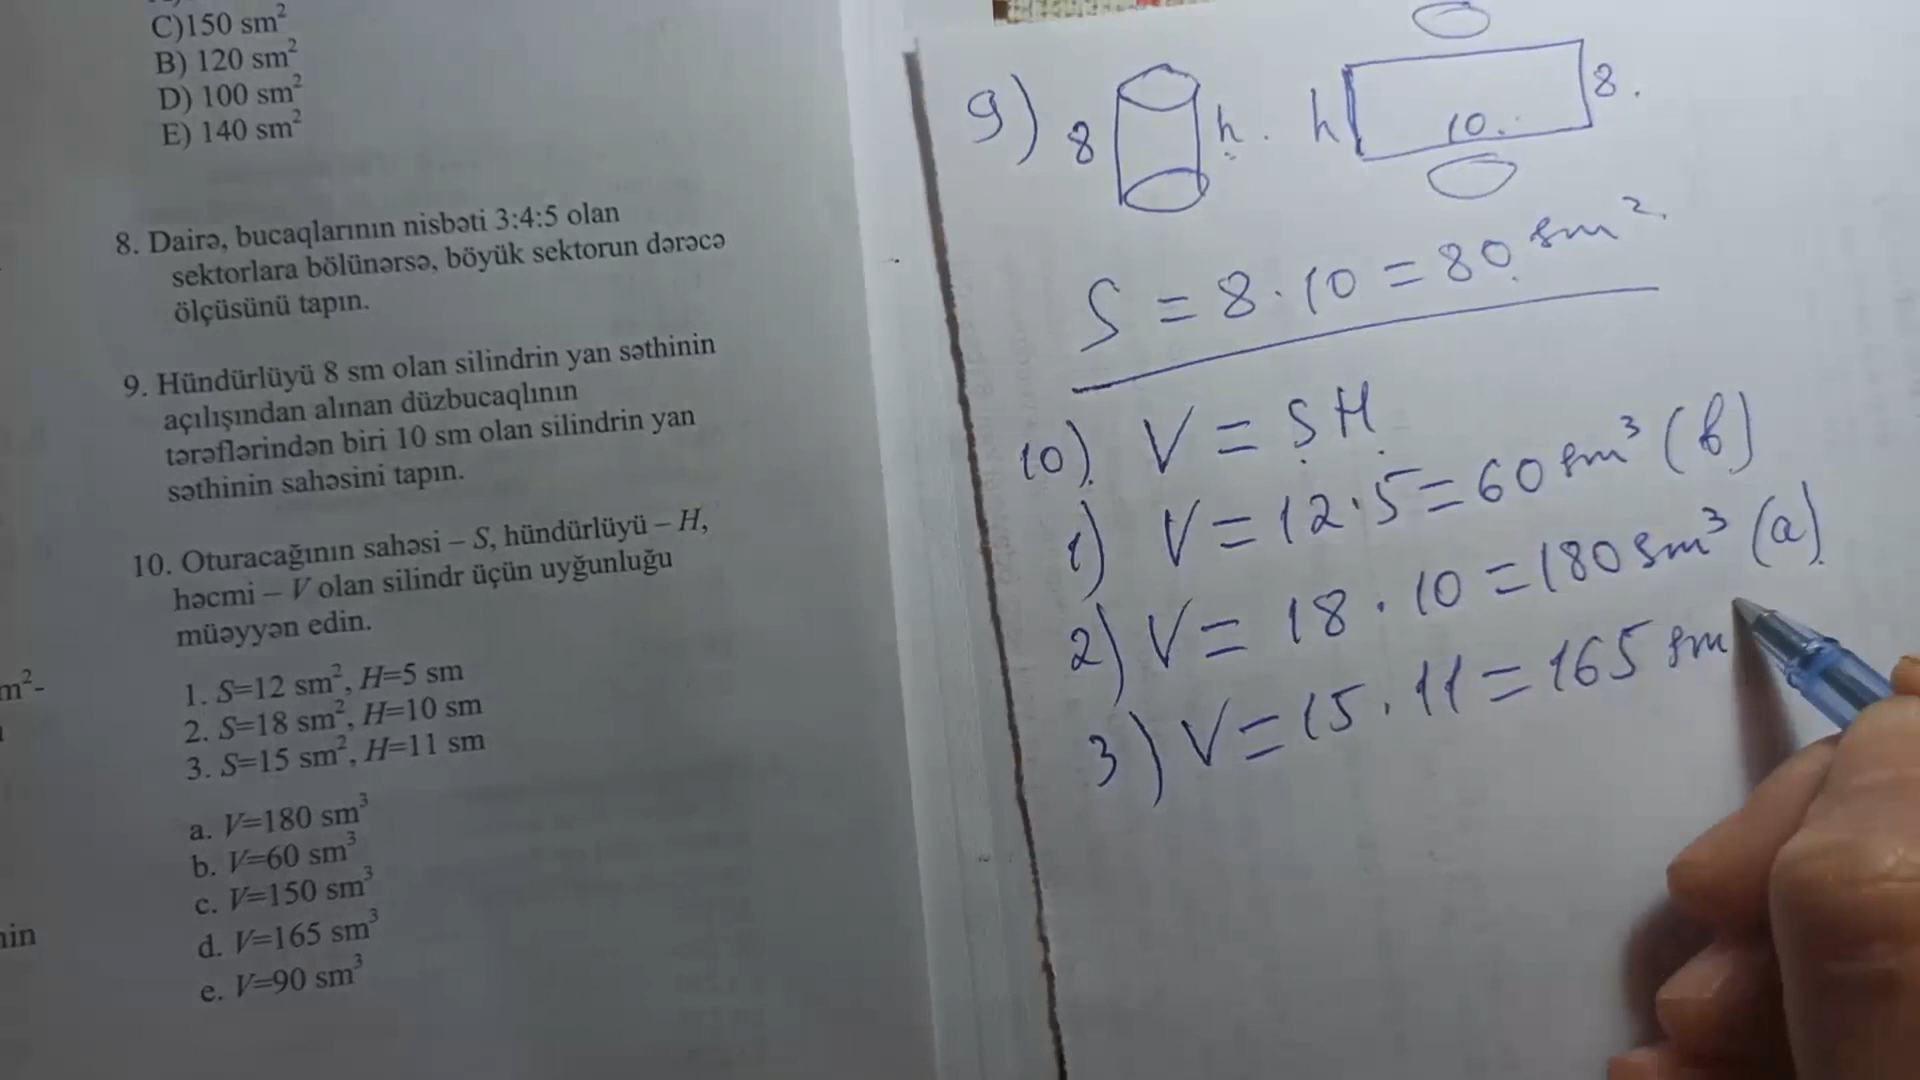 C)150 sm²
B) 120 sm²
D) 100 sm²
E) 140 sm²
8. Dairə, bucaqlarının nisbəti 3:4:5 olan
sektorlara bölünərsə, böyük sektorun dərəcə
ölçüsünü tapın.
9. Hündürlüyü 8 sm olan silindrin yan səthinin
açılışından alınan düzbucaqlının
tərəflərindən biri 10 sm olan silindrin yan
səthinin sahəsini tapın.
10. Oturacağının sahəsi – S, hündürlüyü – H,
həcmi – V olan silindr üçün uyğunluğu
müəyyən edin.
1. S=12 sm², H=5 sm
2. S=18 sm², H=10 sm
3. S=15 sm², H=11 sm
a. V=180 sm³
b. V=60 sm³
c. V=150 sm³
d. V=165 sm³
e. V=90 sm³
m²-
nin
9) 8 h. h 10. 8.
S = 8 · 10 = 80 sm².
10) V = SH
1) V = 12 · 5 = 60 sm³ (b)
2) V = 18 · 10 = 180 sm³ (a)
3) V = 15 · 11 = 165 sm